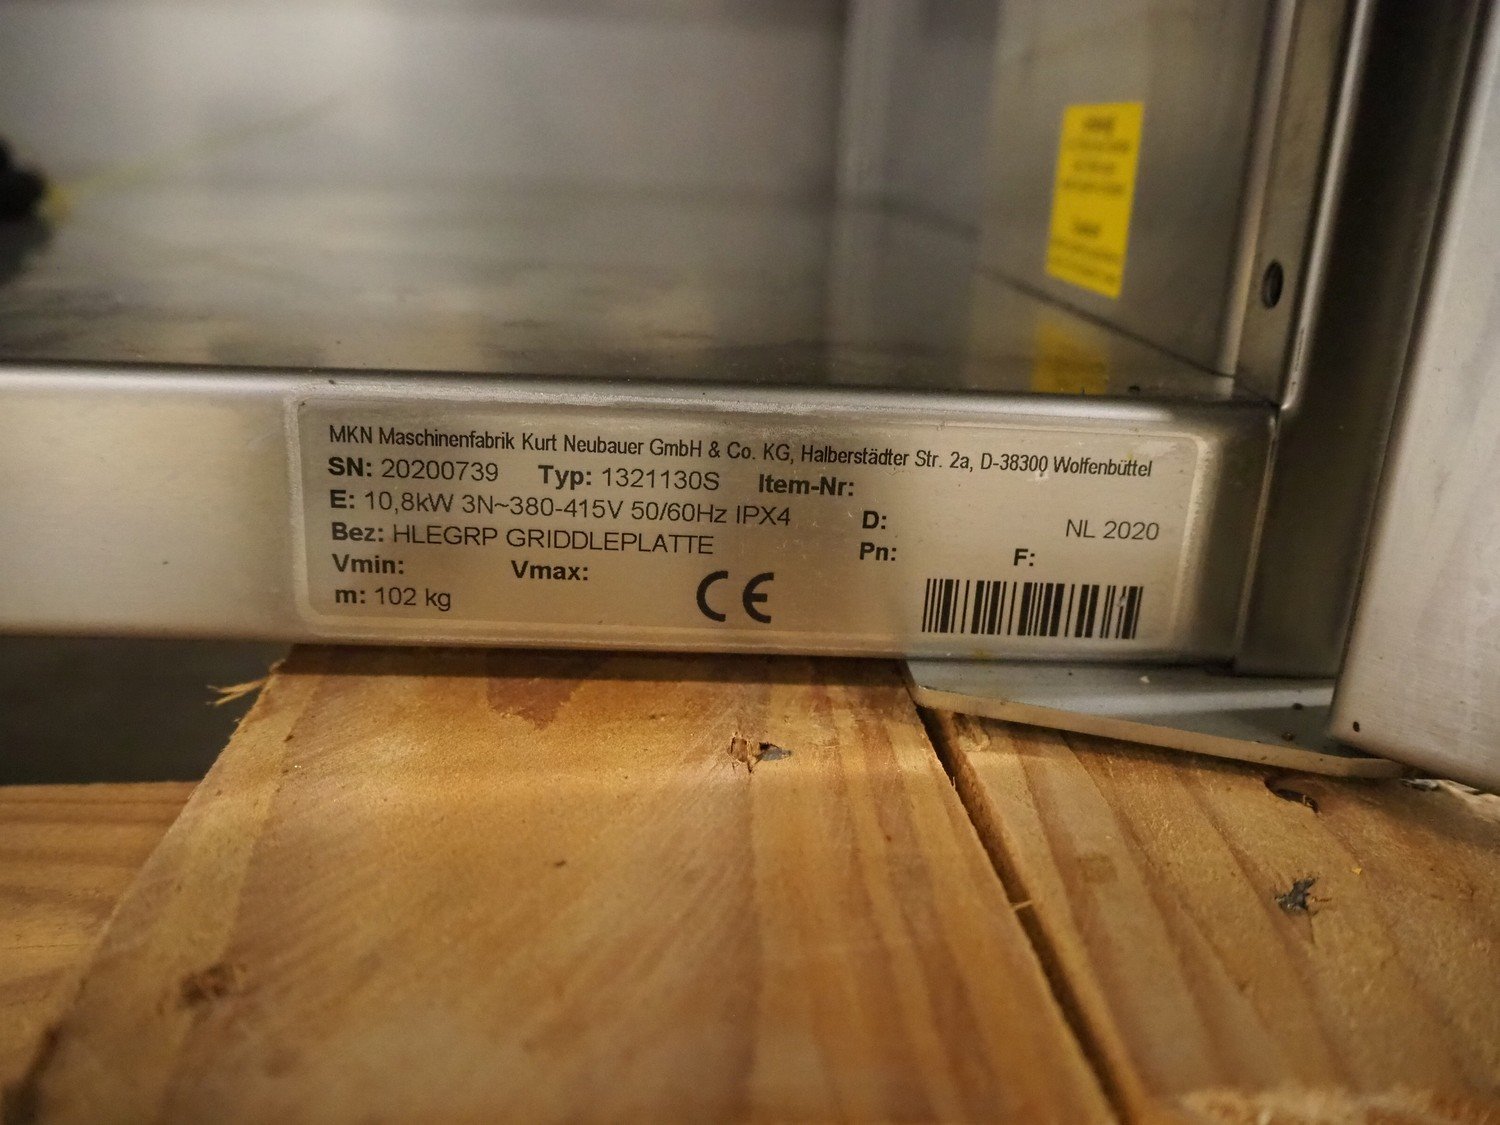 MKN Maschinenfabrik Kurt Neubauer GmbH & Co. KG, Halberstädter Str. 2a, D-38300 Wolfenbüttel
SN: 20200739 Typ: 1321130S Item-Nr:
E: 10,8kW 3N~380-415V 50/60Hz IPX4 D: NL 2020
Bez: HLEGRP GRIDDLEPLATTE Pn: F:
Vmin: Vmax: CE
m: 102 kg